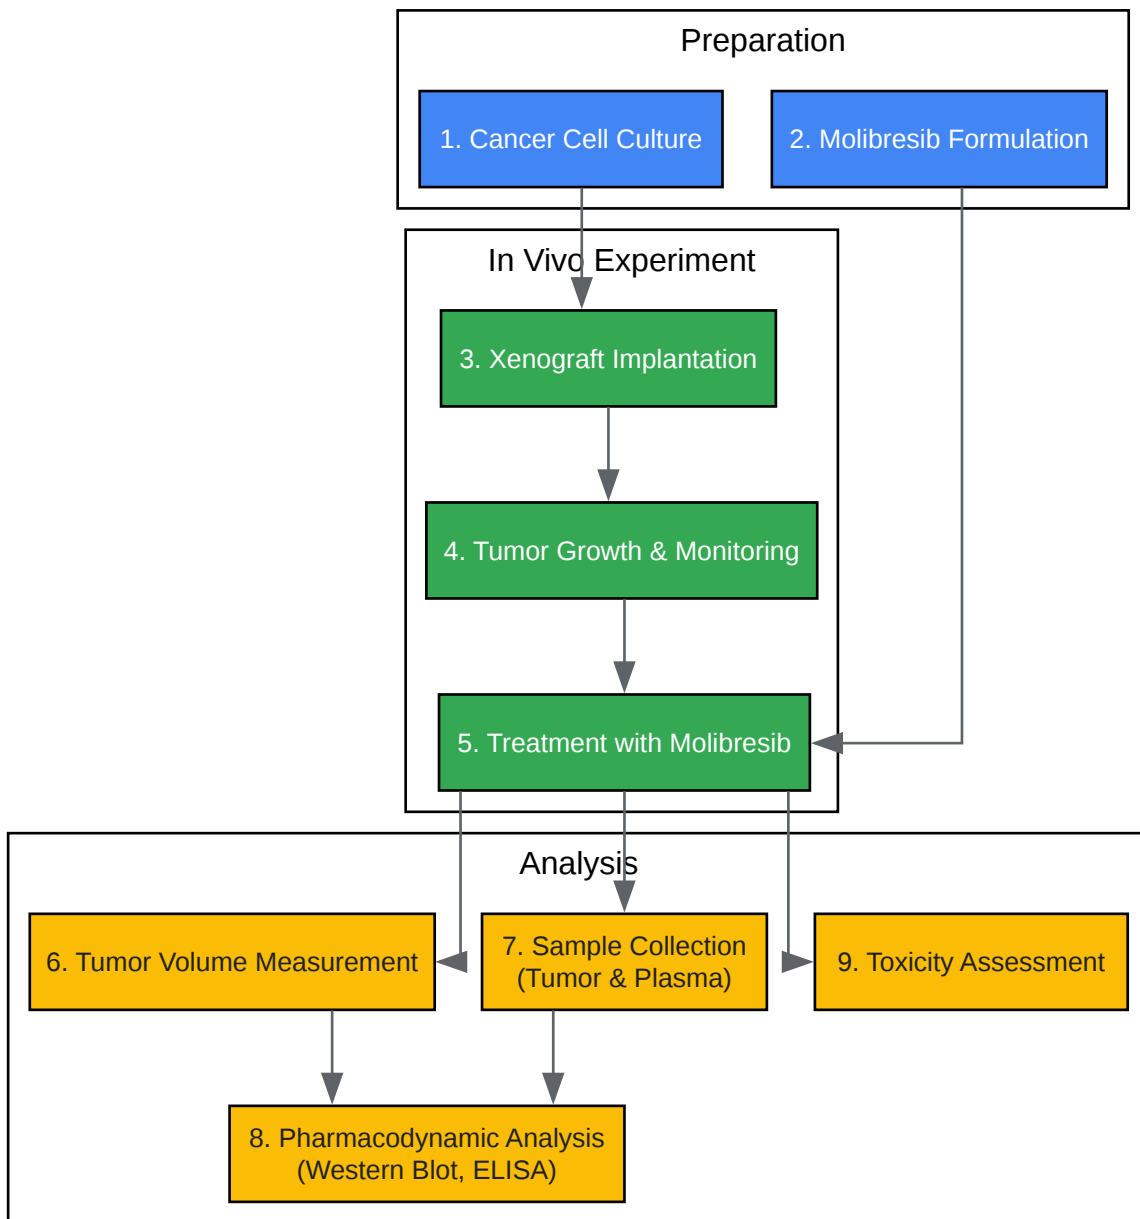 Preparation
1. Cancer Cell Culture
2. Molibresib Formulation
In Vivo Experiment
3. Xenograft Implantation
4. Tumor Growth & Monitoring
5. Treatment with Molibresib
Analysis
6. Tumor Volume Measurement
7. Sample Collection
(Tumor & Plasma)
9. Toxicity Assessment
8. Pharmacodynamic Analysis
(Western Blot, ELISA)